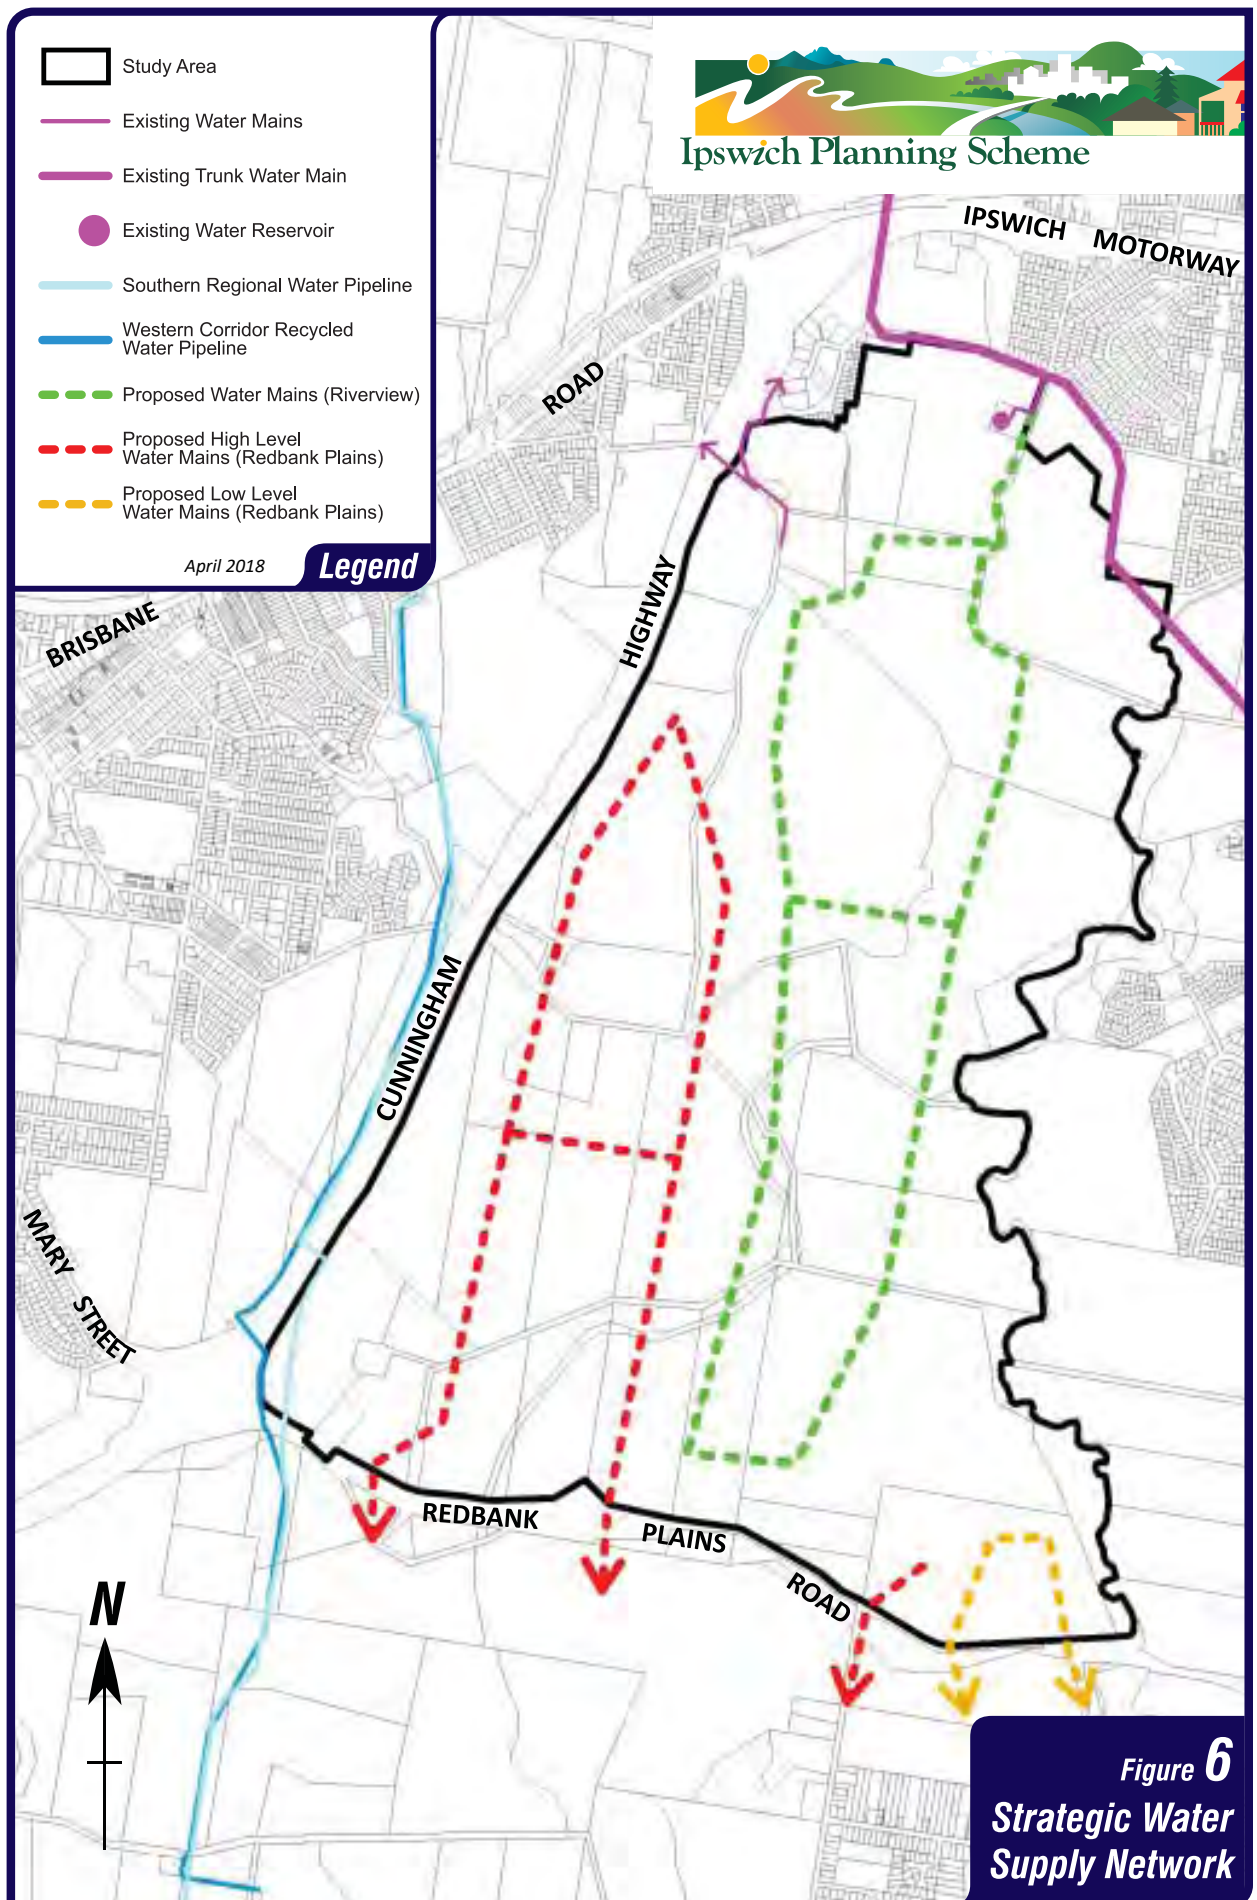 Study Area
Existing Water Mains
Existing Trunk Water Main
Existing Water Reservoir
Southern Regional Water Pipeline
Western Corridor Recycled
Water Pipeline
Proposed Water Mains (Riverview)
Proposed High Level
Water Mains (Redbank Plains)
Proposed Low Level
Water Mains (Redbank Plains)
April 2018
Legend
Ipswich Planning Scheme
IPSWICH MOTORWAY
ROAD
HIGHWAY
BRISBANE
CUNNINGHAM
MARY STREET
REDBANK PLAINS ROAD
N
Figure 6
Strategic Water
Supply Network